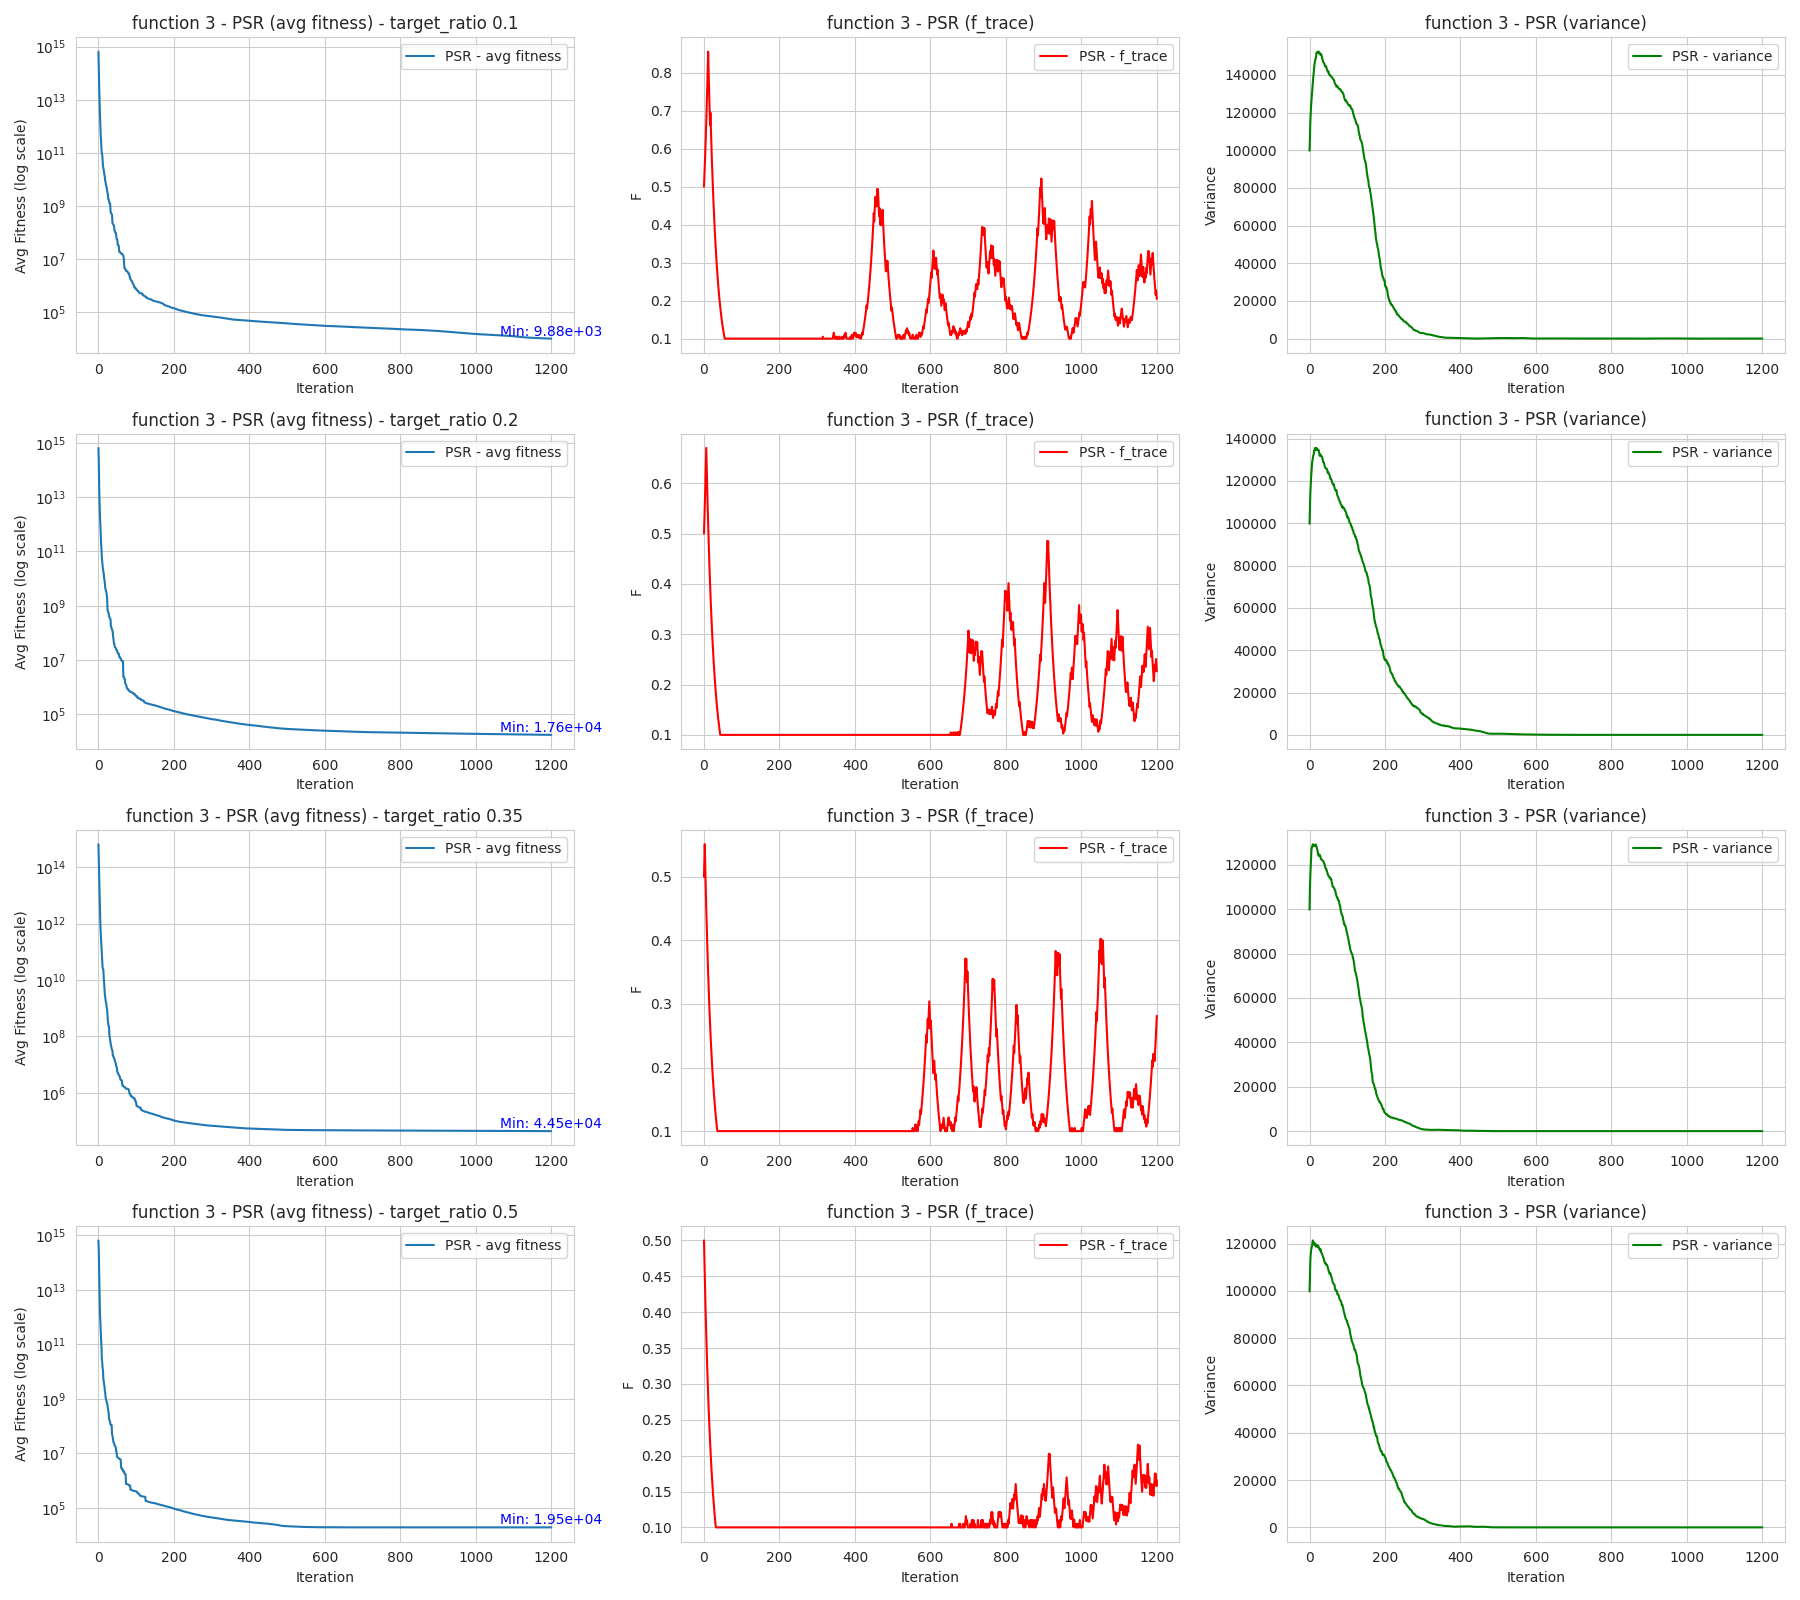 function 3 - PSR (avg fitness) - target_ratio 0.1
PSR - avg fitness
Avg Fitness (log scale)
10^15
10^13
10^11
10^9
10^7
10^5
Min: 9.88e+03
0 200 400 600 800 1000 1200
Iteration
function 3 - PSR (f_trace)
PSR - f_trace
F
0.8
0.7
0.6
0.5
0.4
0.3
0.2
0.1
0 200 400 600 800 1000 1200
Iteration
function 3 - PSR (variance)
PSR - variance
Variance
140000
120000
100000
80000
60000
40000
20000
0
0 200 400 600 800 1000 1200
Iteration
function 3 - PSR (avg fitness) - target_ratio 0.2
PSR - avg fitness
Avg Fitness (log scale)
10^15
10^13
10^11
10^9
10^7
10^5
Min: 1.76e+04
0 200 400 600 800 1000 1200
Iteration
function 3 - PSR (f_trace)
PSR - f_trace
F
0.6
0.5
0.4
0.3
0.2
0.1
0 200 400 600 800 1000 1200
Iteration
function 3 - PSR (variance)
PSR - variance
Variance
140000
120000
100000
80000
60000
40000
20000
0
0 200 400 600 800 1000 1200
Iteration
function 3 - PSR (avg fitness) - target_ratio 0.35
PSR - avg fitness
Avg Fitness (log scale)
10^14
10^12
10^10
10^8
10^6
Min: 4.45e+04
0 200 400 600 800 1000 1200
Iteration
function 3 - PSR (f_trace)
PSR - f_trace
F
0.5
0.4
0.3
0.2
0.1
0 200 400 600 800 1000 1200
Iteration
function 3 - PSR (variance)
PSR - variance
Variance
120000
100000
80000
60000
40000
20000
0
0 200 400 600 800 1000 1200
Iteration
function 3 - PSR (avg fitness) - target_ratio 0.5
PSR - avg fitness
Avg Fitness (log scale)
10^15
10^13
10^11
10^9
10^7
10^5
Min: 1.95e+04
0 200 400 600 800 1000 1200
Iteration
function 3 - PSR (f_trace)
PSR - f_trace
F
0.50
0.45
0.40
0.35
0.30
0.25
0.20
0.15
0.10
0 200 400 600 800 1000 1200
Iteration
function 3 - PSR (variance)
PSR - variance
Variance
120000
100000
80000
60000
40000
20000
0
0 200 400 600 800 1000 1200
Iteration